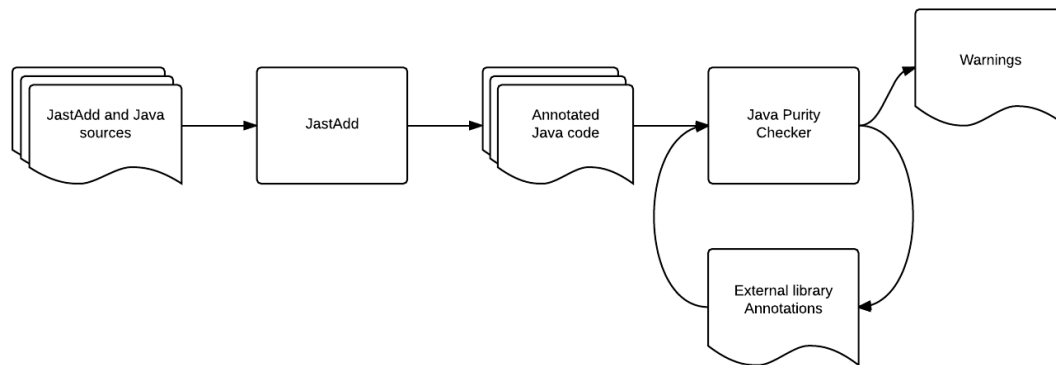 Warnings
JastAdd and Java
sources
JastAdd
Annotated
Java code
Java Purity
Checker
External library
Annotations